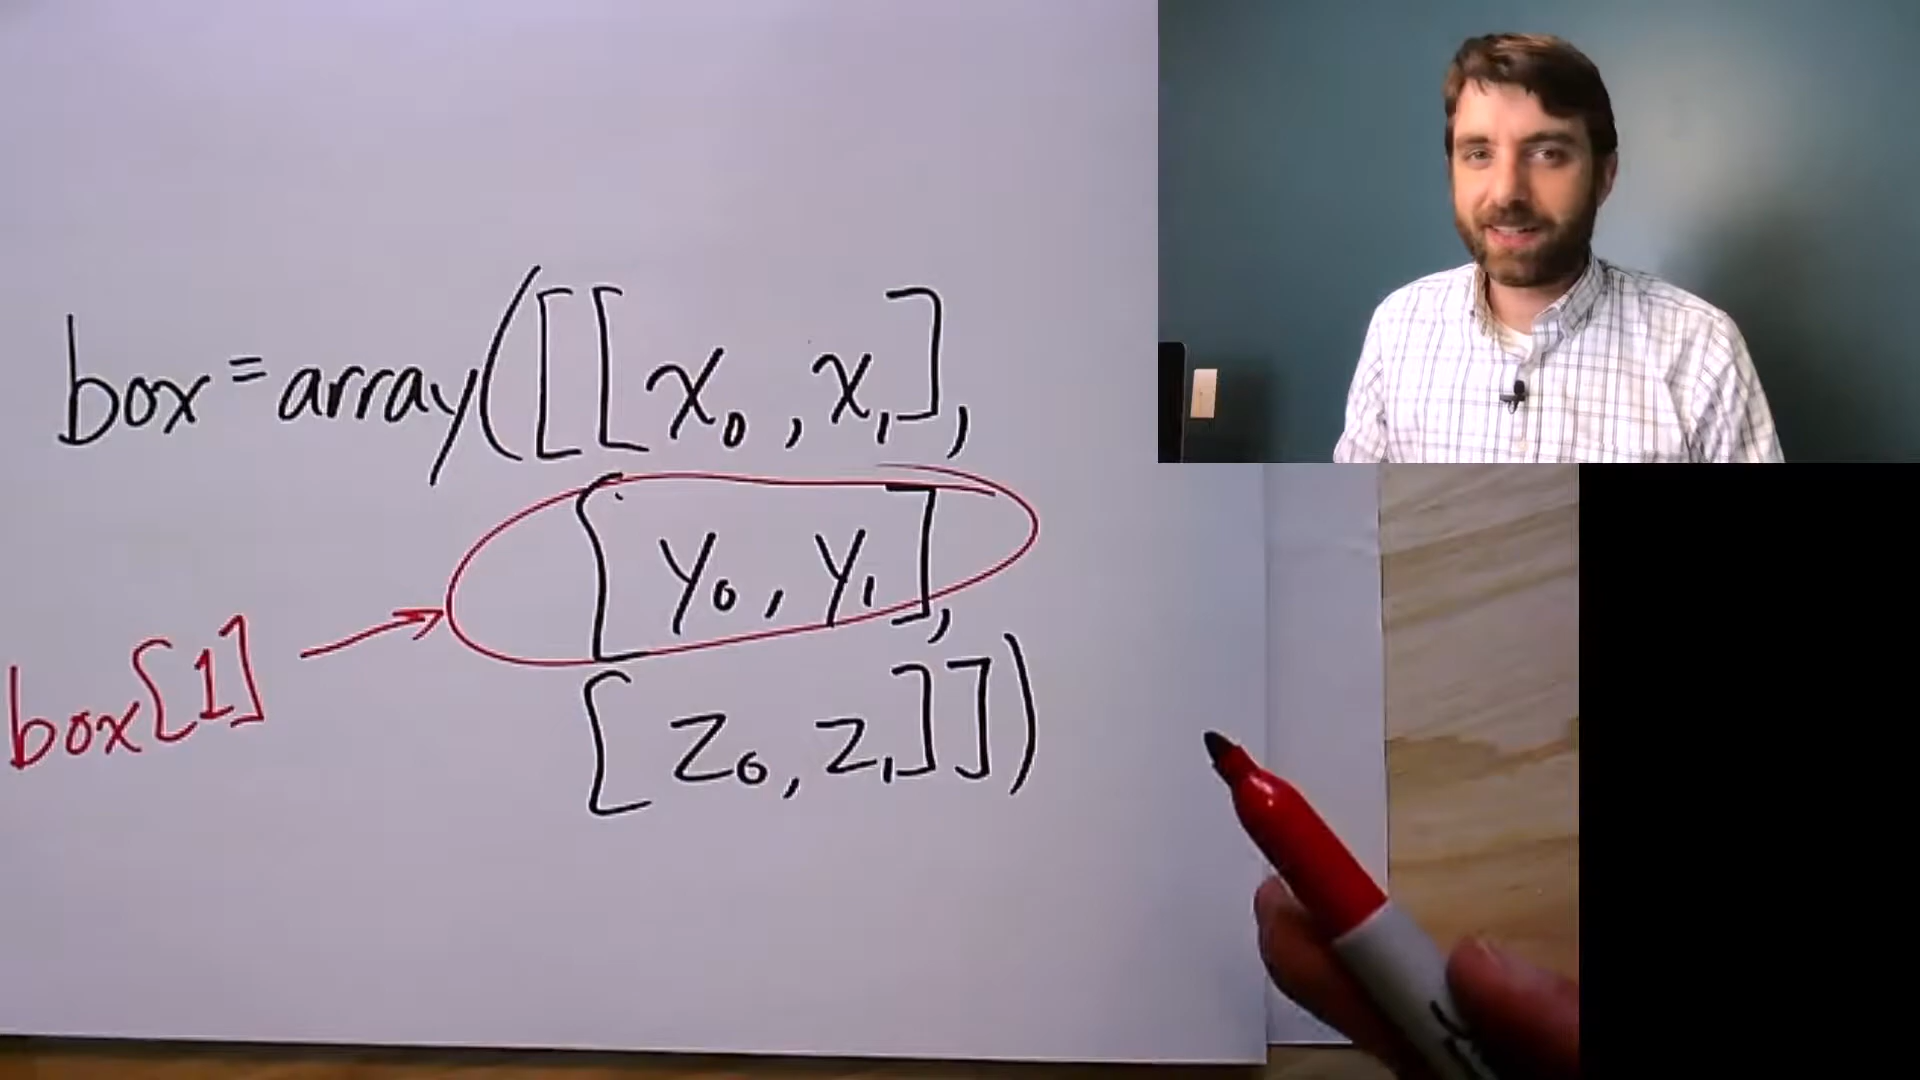 box=array([[x₀,x₁],
[y₀,y₁],
box[1]
[z₀,z₁]])